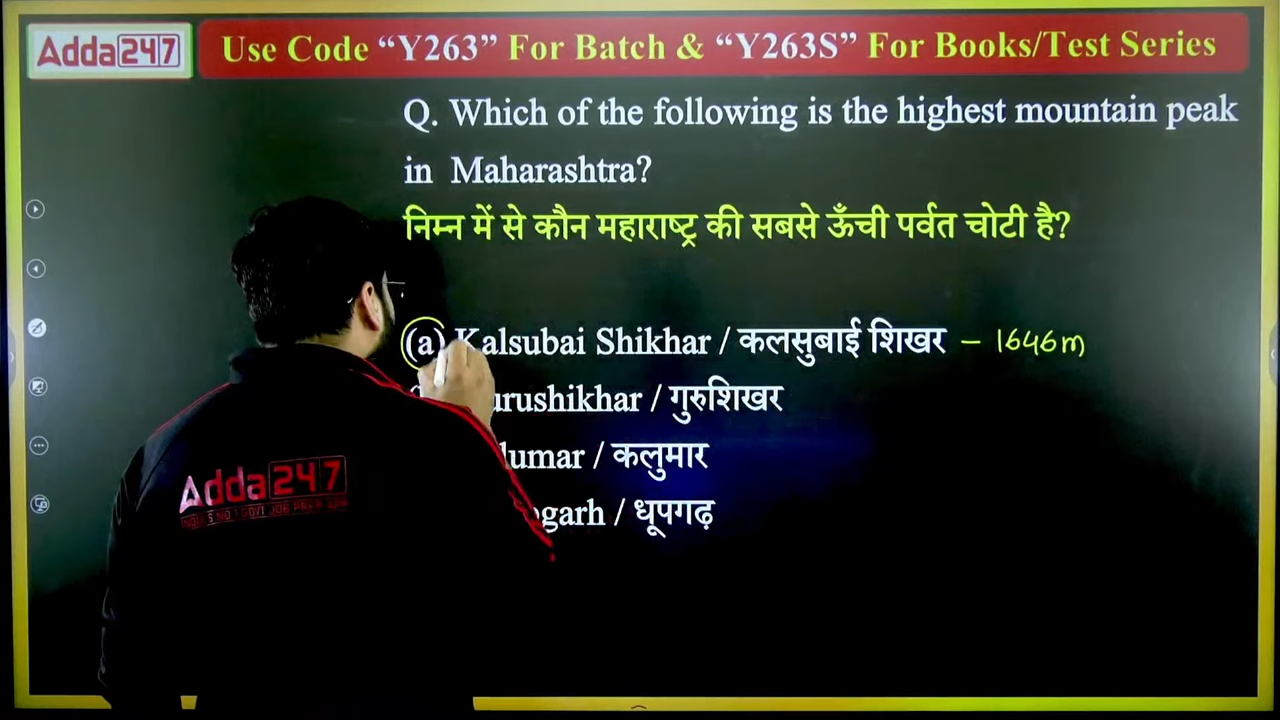 Adda247
Use Code “Y263” For Batch & “Y263S” For Books/Test Series
Q. Which of the following is the highest mountain peak
in Maharashtra?
निम्न में से कौन महाराष्ट्र की सबसे ऊँची पर्वत चोटी है?
(a) Kalsubai Shikhar / कलसुबाई शिखर – 1646m
urushikhar / गुरुशिखर
lumar / कलुमार
garh / धूपगढ़
Adda247